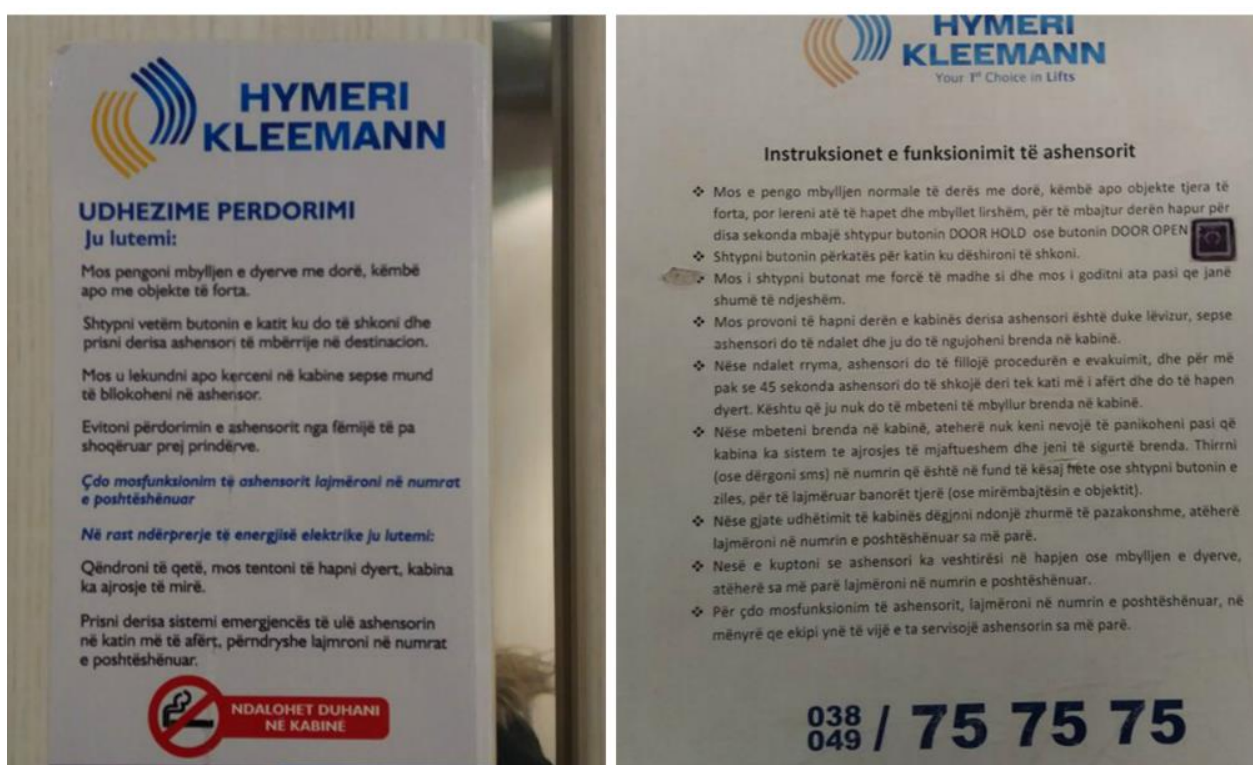 HYMERI
KLEEMANN
UDHEZIME PERDORIMI
Ju lutemi:
Mos pengoni mbylljen e dyerve me dorë, këmbë
apo me objekte të forta.
Shtypni vetëm butonin e katit ku do të shkoni dhe
prisni derisa ashensori të mbërrije në destinacion.
Mos u lekundni apo kerceni në kabine sepse mund
të bllokoheni në ashensor.
Evitoni përdorimin e ashensorit nga fëmijë të pa
shoqëruar prej prindërve.
Çdo mosfunksionim të ashensorit lajmëroni në numrat
e poshtëshënuar
Në rast ndërprerje të energjisë elektrike ju lutemi:
Qëndroni të qetë, mos tentoni të hapni dyert, kabina
ka ajrosje të mirë.
Prisni derisa sistemi emergjencës të ulë ashensorin
në katin më të afërt, përndryshe lajmroni në numrat
e poshtëshënuar.
NDALOHET DUHANI
NË KABINË
HYMERI
KLEEMANN
Your 1st Choice in Lifts
Instruksionet e funksionimit të ashensorit
❖ Mos e pengo mbylljen normale të derës me dorë, këmbë apo objekte tjera të
forta, por lereni atë të hapet dhe mbyllet lirshëm, për të mbajtur derën hapur për
disa sekonda mbajë shtypur butonin DOOR HOLD ose butonin DOOR OPEN
❖ Shtypni butonin përkatës për katin ku dëshironi të shkoni.
❖ Mos i shtypni butonat me forcë të madhe si dhe mos i goditni ata pasi qe janë
shumë të ndjeshëm.
❖ Mos provoni të hapni derën e kabinës derisa ashensori është duke lëvizur, sepse
ashensori do të ndalet dhe ju do të ngujoheni brenda në kabinë.
❖ Nëse ndalet rryma, ashensori do të fillojë procedurën e evakuimit, dhe për më
pak se 45 sekonda ashensori do të shkojë deri tek kati më i afërt dhe do të hapen
dyert. Kështu që ju nuk do të mbeteni të mbyllur brenda në kabinë.
❖ Nëse mbeteni brenda në kabinë, atëherë nuk keni nevojë të panikoheni pasi që
kabina ka sistem te ajrosjes të mjaftueshem dhe jeni të sigurtë brenda. Thirrni
(ose dërgoni sms) në numrin që është në fund të kësaj fiete ose shtypni butonin e
ziles, për të lajmëruar banorët tjerë (ose mirëmbajtësin e objektit).
❖ Nëse gjate udhëtimit të kabinës dëgjoni ndonjë zhurmë të pazakonshme, atëherë
lajmëroni në numrin e poshtëshënuar sa më parë.
❖ Nesë e kuptoni se ashensori ka veshtirësi në hapjen ose mbylljen e dyerve,
atëherë sa më parë lajmëroni në numrin e poshtëshënuar.
❖ Për çdo mosfunksionim të ashensorit, lajmëroni në numrin e poshtëshënuar, në
mënyrë qe ekipi ynë të vijë e ta servisojë ashensorin sa më parë.
038
049 / 75 75 75